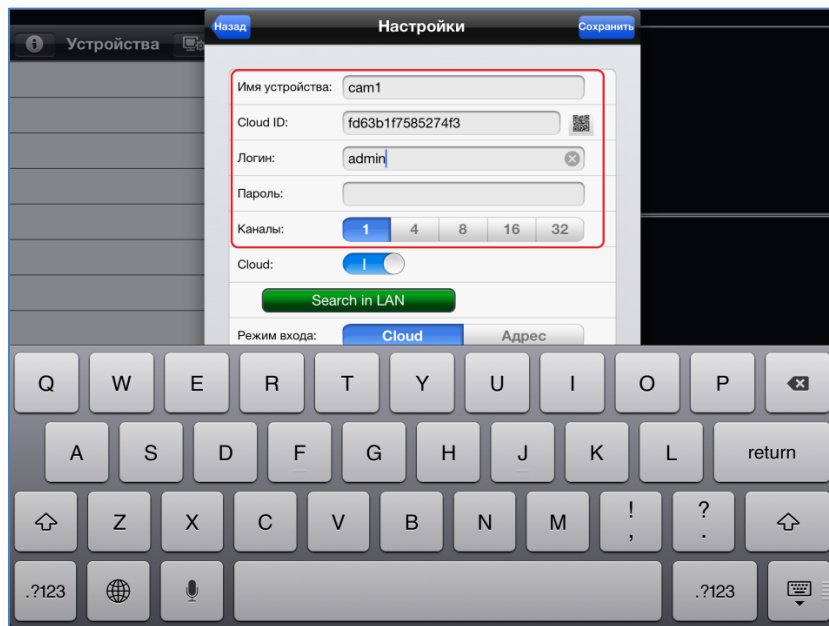 Назад Настройки Сохранить
Устройства
Имя устройства: cam1
Cloud ID: fd63b1f7585274f3
Логин: admin
Пароль:
Каналы: 1 4 8 16 32
Cloud:
Search in LAN
Режим входа: Cloud Адрес
Q W E R T Y U I O P
A S D F G H J K L return
Z X C V B N M ! , ? .
.?123 .?123